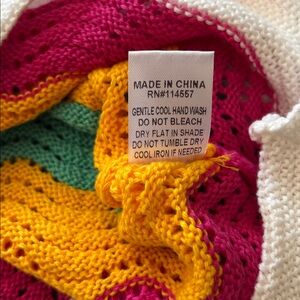 MADE IN CHINA
RN#114557
GENTLE COOL HAND WASH
DO NOT BLEACH
DRY FLAT IN SHADE
DO NOT TUMBLE DRY
COOL IRON IF NEEDED